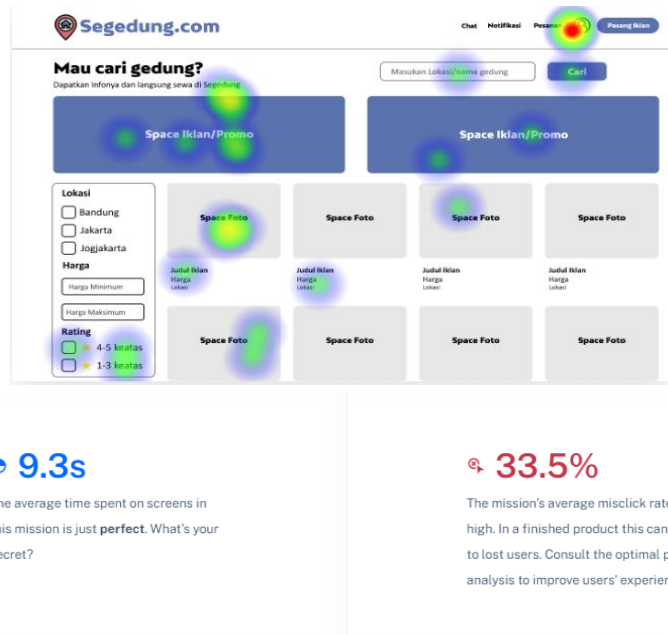 Segedung.com
Chat Notifikasi Pesanan Pasang Iklan
Mau cari gedung?
Dapatkan Infonya dan langsung sewa di Segedung
Masukan Lokasi/nama gedung
Cari
Space Iklan/Promo
Space Iklan/Promo
Lokasi
Bandung
Jakarta
Jogjakarta
Harga
Harga Minimum
Harga Maksimum
Rating
4-5 keatas
1-3 keatas
Space Foto
Space Foto
Space Foto
Space Foto
Judul Iklan
Harga
Lokasi
Judul Iklan
Harga
Lokasi
Judul Iklan
Harga
Lokasi
Judul Iklan
Harga
Lokasi
Space Foto
Space Foto
Space Foto
Space Foto
9.3s
he average time spent on screens in
his mission is just perfect. What's your
ecret?
33.5%
The mission's average misclick rate
high. In a finished product this can
to lost users. Consult the optimal p
analysis to improve users' experien